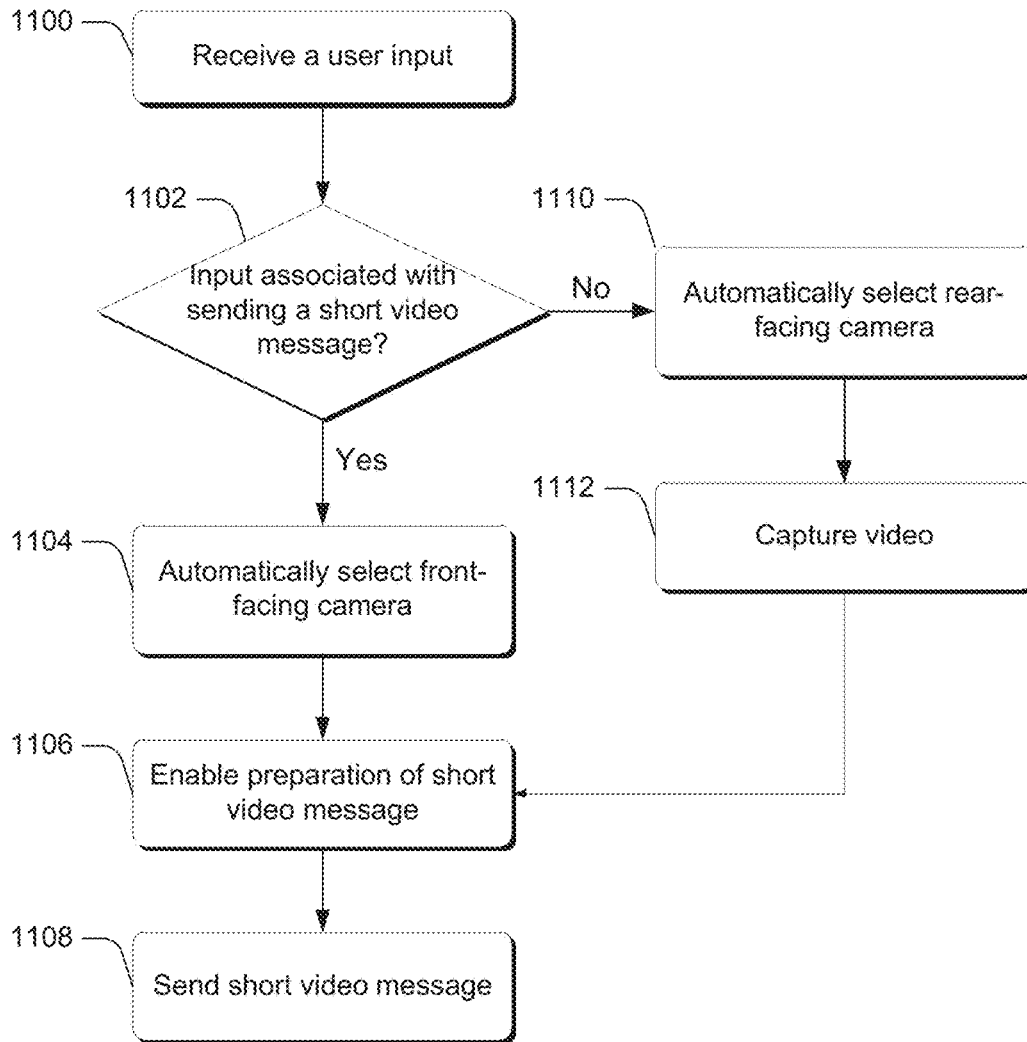 1100
Receive a user input
1102
Input associated with
sending a short video
message?
No
Yes
1110
Automatically select rear-
facing camera
1112
Capture video
1104
Automatically select front-
facing camera
1106
Enable preparation of short
video message
1108
Send short video message